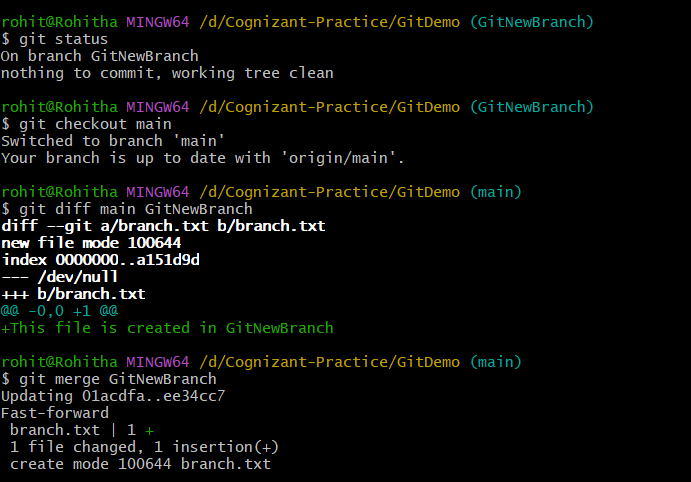 rohit@Rohitha MINGW64 /d/Cognizant-Practice/GitDemo (GitNewBranch)
$ git status
On branch GitNewBranch
nothing to commit, working tree clean

rohit@Rohitha MINGW64 /d/Cognizant-Practice/GitDemo (GitNewBranch)
$ git checkout main
Switched to branch 'main'
Your branch is up to date with 'origin/main'.

rohit@Rohitha MINGW64 /d/Cognizant-Practice/GitDemo (main)
$ git diff main GitNewBranch
diff --git a/branch.txt b/branch.txt
new file mode 100644
index 0000000..a151d9d
--- /dev/null
+++ b/branch.txt
@@ -0,0 +1 @@
+This file is created in GitNewBranch

rohit@Rohitha MINGW64 /d/Cognizant-Practice/GitDemo (main)
$ git merge GitNewBranch
Updating 01acdfa..ee34cc7
Fast-forward
 branch.txt | 1 +
 1 file changed, 1 insertion(+)
 create mode 100644 branch.txt